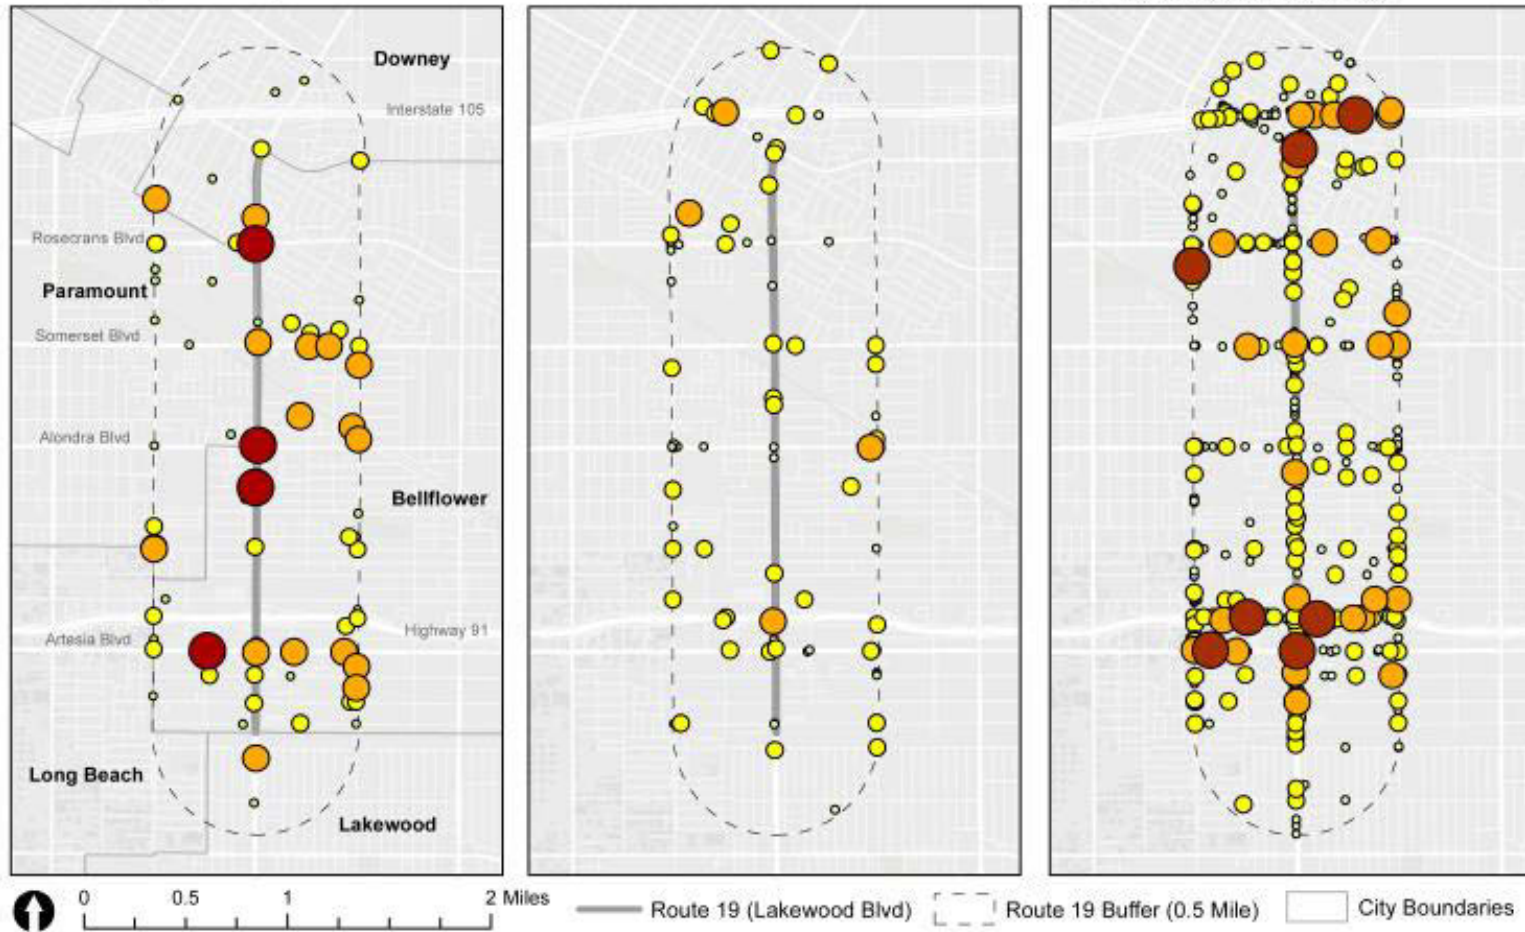 Downey
Interstate 105
Rosecrans Blvd
Paramount
Somerset Blvd
Alondra Blvd
Bellflower
Artesia Blvd
Highway 91
Long Beach
Lakewood
0 0.5 1 2 Miles
Route 19 (Lakewood Blvd)
Route 19 Buffer (0.5 Mile)
City Boundaries